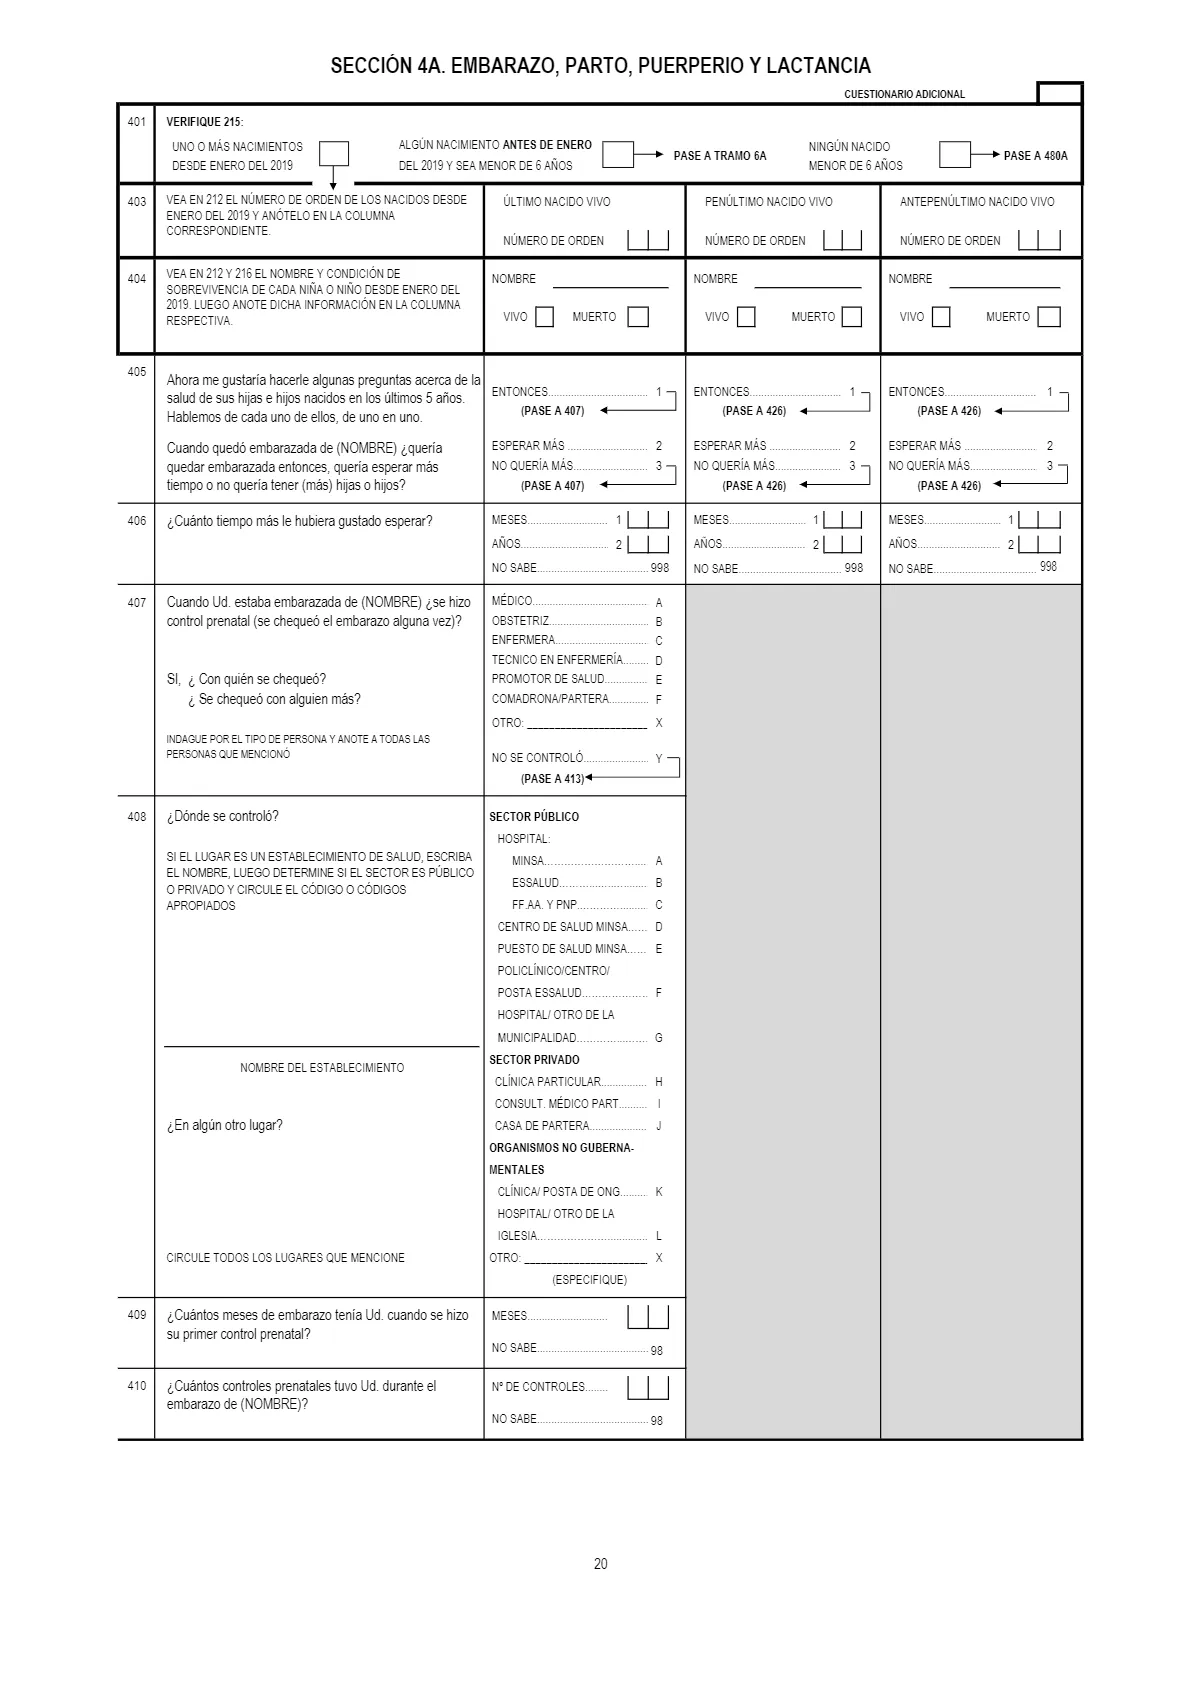 SECCIÓN 4A. EMBARAZO, PARTO, PUERPERIO Y LACTANCIA
CUESTIONARIO ADICIONAL
401
VERIFIQUE 215:
UNO O MÁS NACIMIENTOS
DESDE ENERO DEL 2019
ALGÚN NACIMIENTO ANTES DE ENERO
DEL 2019 Y SEA MENOR DE 6 AÑOS
PASE A TRAMO 6A
NINGÚN NACIDO
MENOR DE 6 AÑOS
PASE A 480A
403
VEA EN 212 EL NÚMERO DE ORDEN DE LOS NACIDOS DESDE
ENERO DEL 2019 Y ANÓTELO EN LA COLUMNA
CORRESPONDIENTE.
ÚLTIMO NACIDO VIVO
NÚMERO DE ORDEN
PENÚLTIMO NACIDO VIVO
NÚMERO DE ORDEN
ANTEPENÚLTIMO NACIDO VIVO
NÚMERO DE ORDEN
404
VEA EN 212 Y 216 EL NOMBRE Y CONDICIÓN DE
SOBREVIVENCIA DE CADA NIÑA O NIÑO DESDE ENERO DEL
2019. LUEGO ANOTE DICHA INFORMACIÓN EN LA COLUMNA
RESPECTIVA.
NOMBRE
VIVO MUERTO
NOMBRE
VIVO MUERTO
NOMBRE
VIVO MUERTO
405
Ahora me gustaría hacerle algunas preguntas acerca de la
salud de sus hijas e hijos nacidos en los últimos 5 años.
Hablemos de cada uno de ellos, de uno en uno.
Cuando quedó embarazada de (NOMBRE) ¿quería
quedar embarazada entonces, quería esperar más
tiempo o no quería tener (más) hijas o hijos?
ENTONCES................................... 1
(PASE A 407)
ESPERAR MÁS ............................ 2
NO QUERÍA MÁS.......................... 3
(PASE A 407)
ENTONCES................................ 1
(PASE A 426)
ESPERAR MÁS .......................... 2
NO QUERÍA MÁS....................... 3
(PASE A 426)
ENTONCES................................ 1
(PASE A 426)
ESPERAR MÁS .......................... 2
NO QUERÍA MÁS....................... 3
(PASE A 426)
406
¿Cuánto tiempo más le hubiera gustado esperar?
MESES............................ 1
AÑOS............................... 2
NO SABE....................................... 998
MESES........................... 1
AÑOS............................. 2
NO SABE.................................... 998
MESES........................... 1
AÑOS............................. 2
NO SABE.................................... 998
407
Cuando Ud. estaba embarazada de (NOMBRE) ¿se hizo
control prenatal (se chequeó el embarazo alguna vez)?
SI, ¿ Con quién se chequeó?
¿ Se chequeó con alguien más?
INDAGUE POR EL TIPO DE PERSONA Y ANOTE A TODAS LAS
PERSONAS QUE MENCIONÓ
MÉDICO........................................ A
OBSTETRIZ................................... B
ENFERMERA................................. C
TECNICO EN ENFERMERÍA......... D
PROMOTOR DE SALUD............... E
COMADRONA/PARTERA.............. F
OTRO: ______________________ X
NO SE CONTROLÓ....................... Y
(PASE A 413)
408
¿Dónde se controló?
SI EL LUGAR ES UN ESTABLECIMIENTO DE SALUD, ESCRIBA
EL NOMBRE, LUEGO DETERMINE SI EL SECTOR ES PÚBLICO
O PRIVADO Y CIRCULE EL CÓDIGO O CÓDIGOS
APROPIADOS
NOMBRE DEL ESTABLECIMIENTO
¿En algún otro lugar?
CIRCULE TODOS LOS LUGARES QUE MENCIONE
SECTOR PÚBLICO
HOSPITAL:
MINSA................................ A
ESSALUD........................... B
FF.AA. Y PNP...................... C
CENTRO DE SALUD MINSA...... D
PUESTO DE SALUD MINSA...... E
POLICLÍNICO/CENTRO/
POSTA ESSALUD.................... F
HOSPITAL/ OTRO DE LA
MUNICIPALIDAD...................... G
SECTOR PRIVADO
CLÍNICA PARTICULAR................ H
CONSULT. MÉDICO PART.......... I
CASA DE PARTERA.................... J
ORGANISMOS NO GUBERNA-
MENTALES
CLÍNICA/ POSTA DE ONG.......... K
HOSPITAL/ OTRO DE LA
IGLESIA................................... L
OTRO: ______________________ X
(ESPECIFIQUE)
409
¿Cuántos meses de embarazo tenía Ud. cuando se hizo
su primer control prenatal?
MESES............................
NO SABE....................................... 98
410
¿Cuántos controles prenatales tuvo Ud. durante el
embarazo de (NOMBRE)?
Nº DE CONTROLES........
NO SABE....................................... 98
20